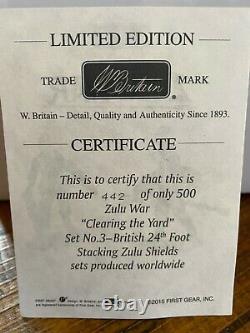 LIMITED EDITION
TRADE W. Britain MARK
W. Britain – Detail, Quality and Authenticity Since 1893.
CERTIFICATE
This is to certify that this is
number 442 of only 500
Zulu War
"Clearing the Yard"
Set No.3–British 24th Foot
Stacking Zulu Shields
sets produced worldwide
©2015 FIRST GEAR, INC.